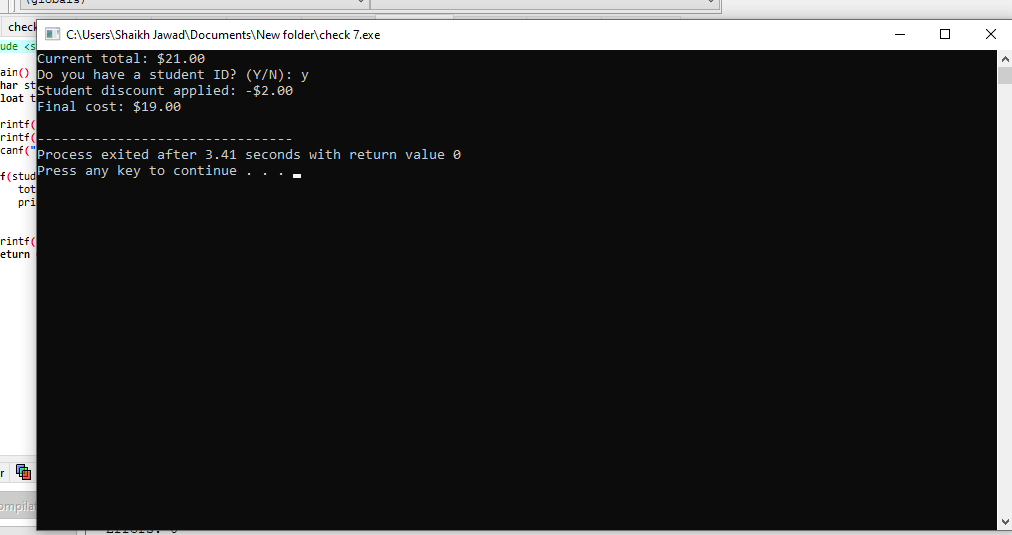 (globals)
check
C:\Users\Shaikh Jawad\Documents\New folder\check 7.exe
Current total: $21.00
Do you have a student ID? (Y/N): y
Student discount applied: -$2.00
Final cost: $19.00
--------------------------------
Process exited after 3.41 seconds with return value 0
Press any key to continue . . .
ude <s
ain()
har st
loat t
rintf(
rintf(
canf("
f(stud
tot
pri
rintf(
eturn
r
ompila